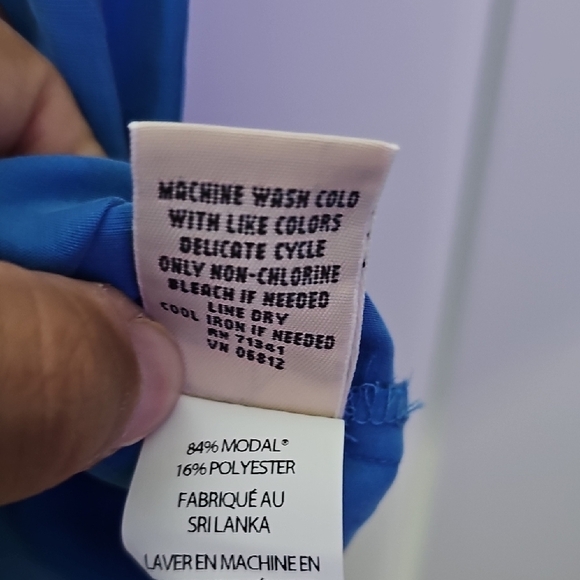 MACHINE WASH COLD
WITH LIKE COLORS
DELICATE CYCLE
ONLY NON-CHLORINE
BLEACH IF NEEDED
LINE DRY
COOL IRON IF NEEDED
RN 71341
VN 06812
84% MODAL®
16% POLYESTER
FABRIQUÉ AU
SRI LANKA
LAVER EN MACHINE EN